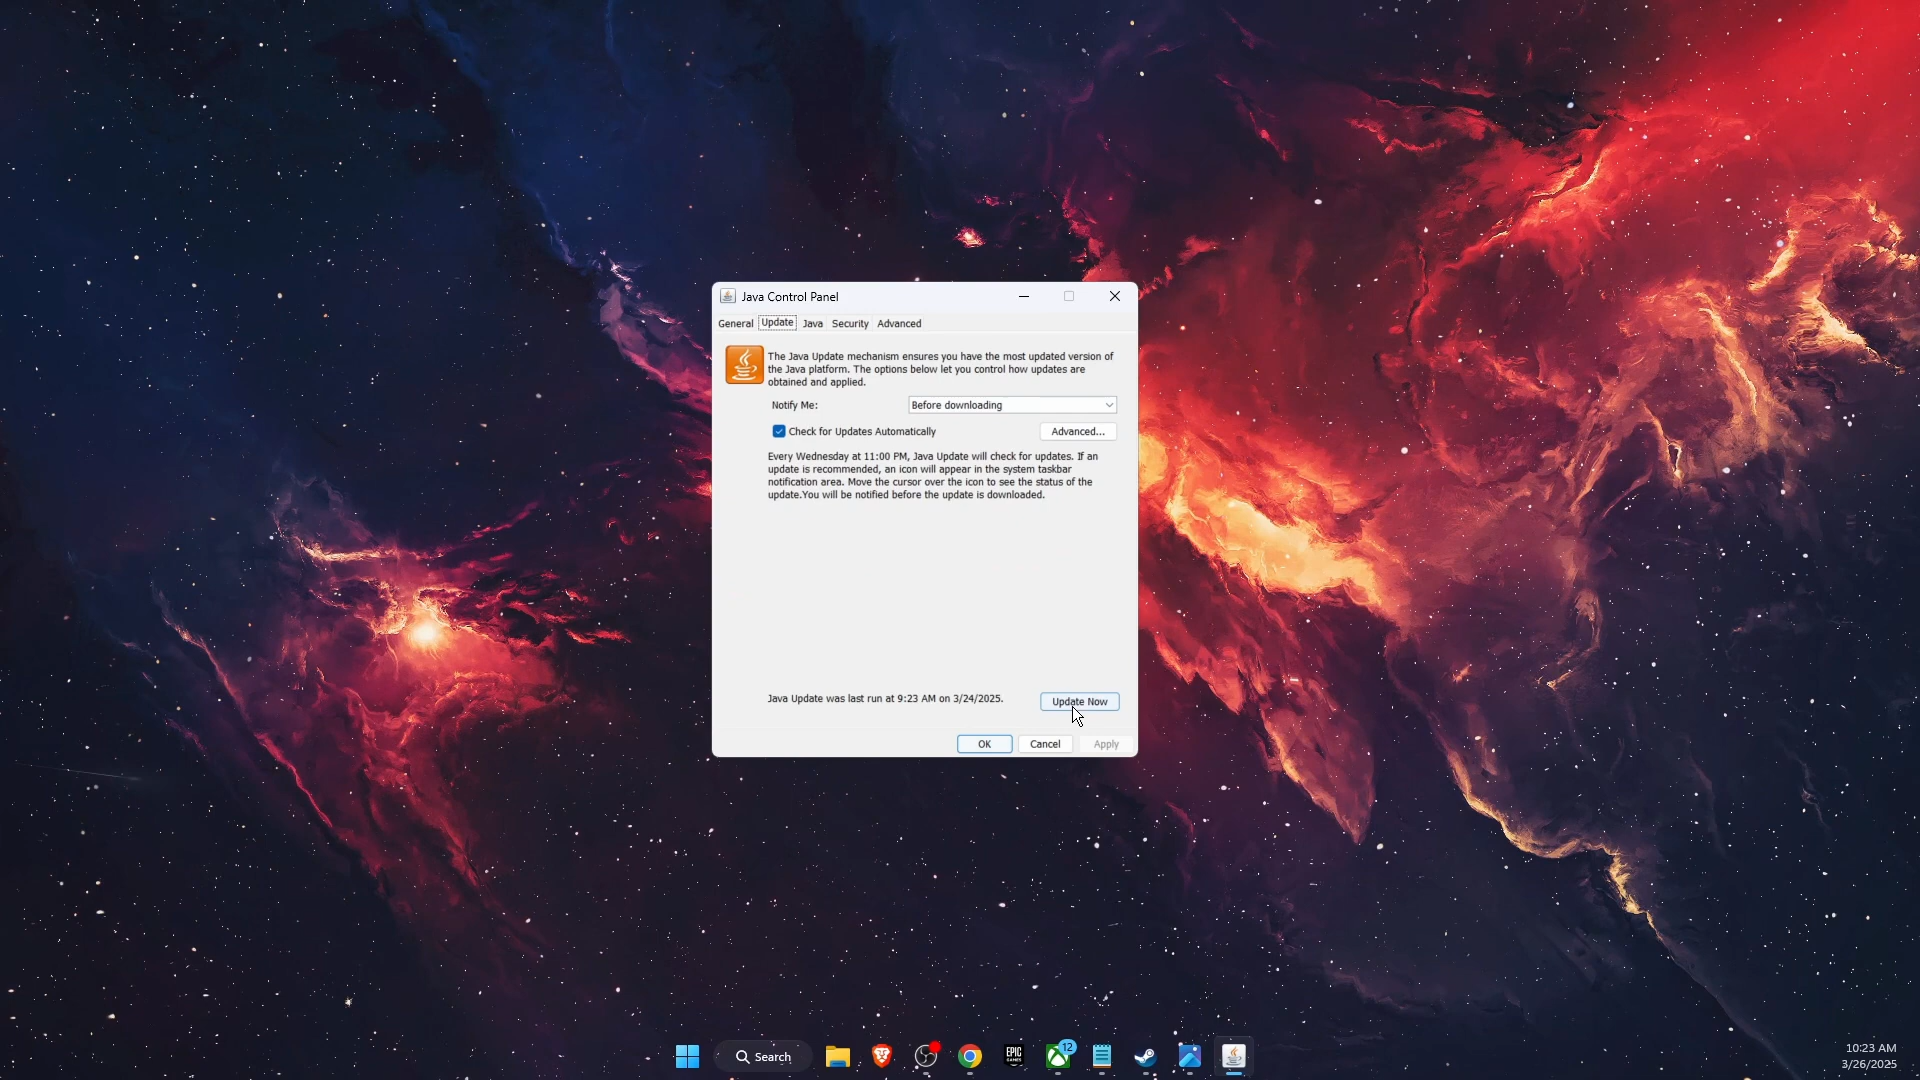 Java Control Panel
General Update Java Security Advanced
The Java Update mechanism ensures you have the most updated version of
the Java platform. The options below let you control how updates are
obtained and applied.
Notify Me: Before downloading
Check for Updates Automatically Advanced...
Every Wednesday at 11:00 PM, Java Update will check for updates. If an
update is recommended, an icon will appear in the system taskbar
notification area. Move the cursor over the icon to see the status of the
update.You will be notified before the update is downloaded.
Java Update was last run at 9:23 AM on 3/24/2025. Update Now
OK Cancel Apply
Search
EPIC
GAMES
12
10:23 AM
3/26/2025